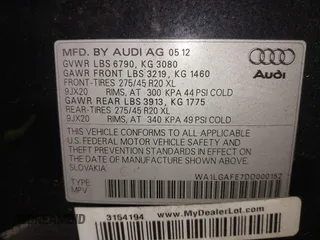 MFD. BY AUDI AG 05 12
GVWR LBS 6790, KG 3080
GAWR FRONT LBS 3219, KG 1460
FRONT-TIRES 275/45 R20 XL
9JX20 RIMS, AT 300 KPA 44 PSI COLD
GAWR REAR LBS 3913, KG 1775
REAR-TIRES 275/45 R20 XL
9JX20 RIMS, AT 340 KPA 49 PSI COLD
Audi
THIS VEHICLE CONFORMS TO ALL APPLICABLE
U.S. FEDERAL MOTOR VEHICLE SAFETY AND
THEFT PREVENTION STANDARDS IN EFFECT
ON THE DATE OF MANUFACTURE SHOWN ABOVE.
SLOVAKIA
TYPE: WA1LGAFE7DD000152
MPV
3154194 MyDealerLot.com